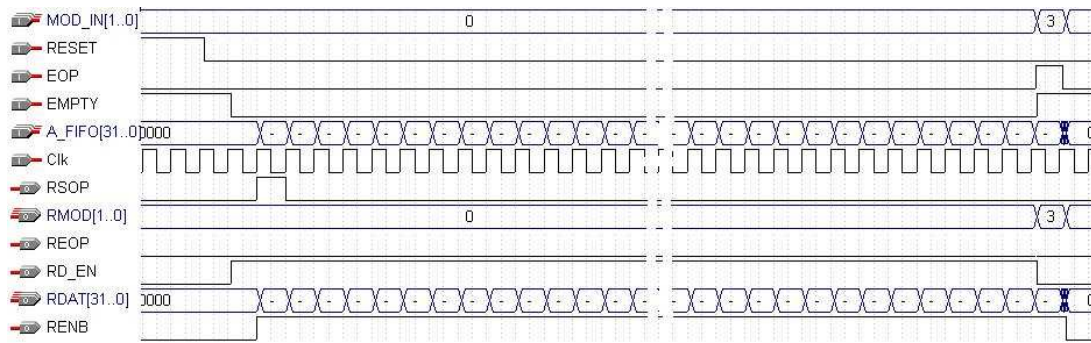 MOD_IN[1..0] 0 3
RESET
EOP
EMPTY
A_FIFO[31..0] 0000 - - - - - - - - - - - - - - - - - - - - - - - - - -
Clk
RSOP
RMOD[1..0] 0 3
REOP
RD_EN
RDAT[31..0] 0000 - - - - - - - - - - - - - - - - - - - - - - - - - -
RENB